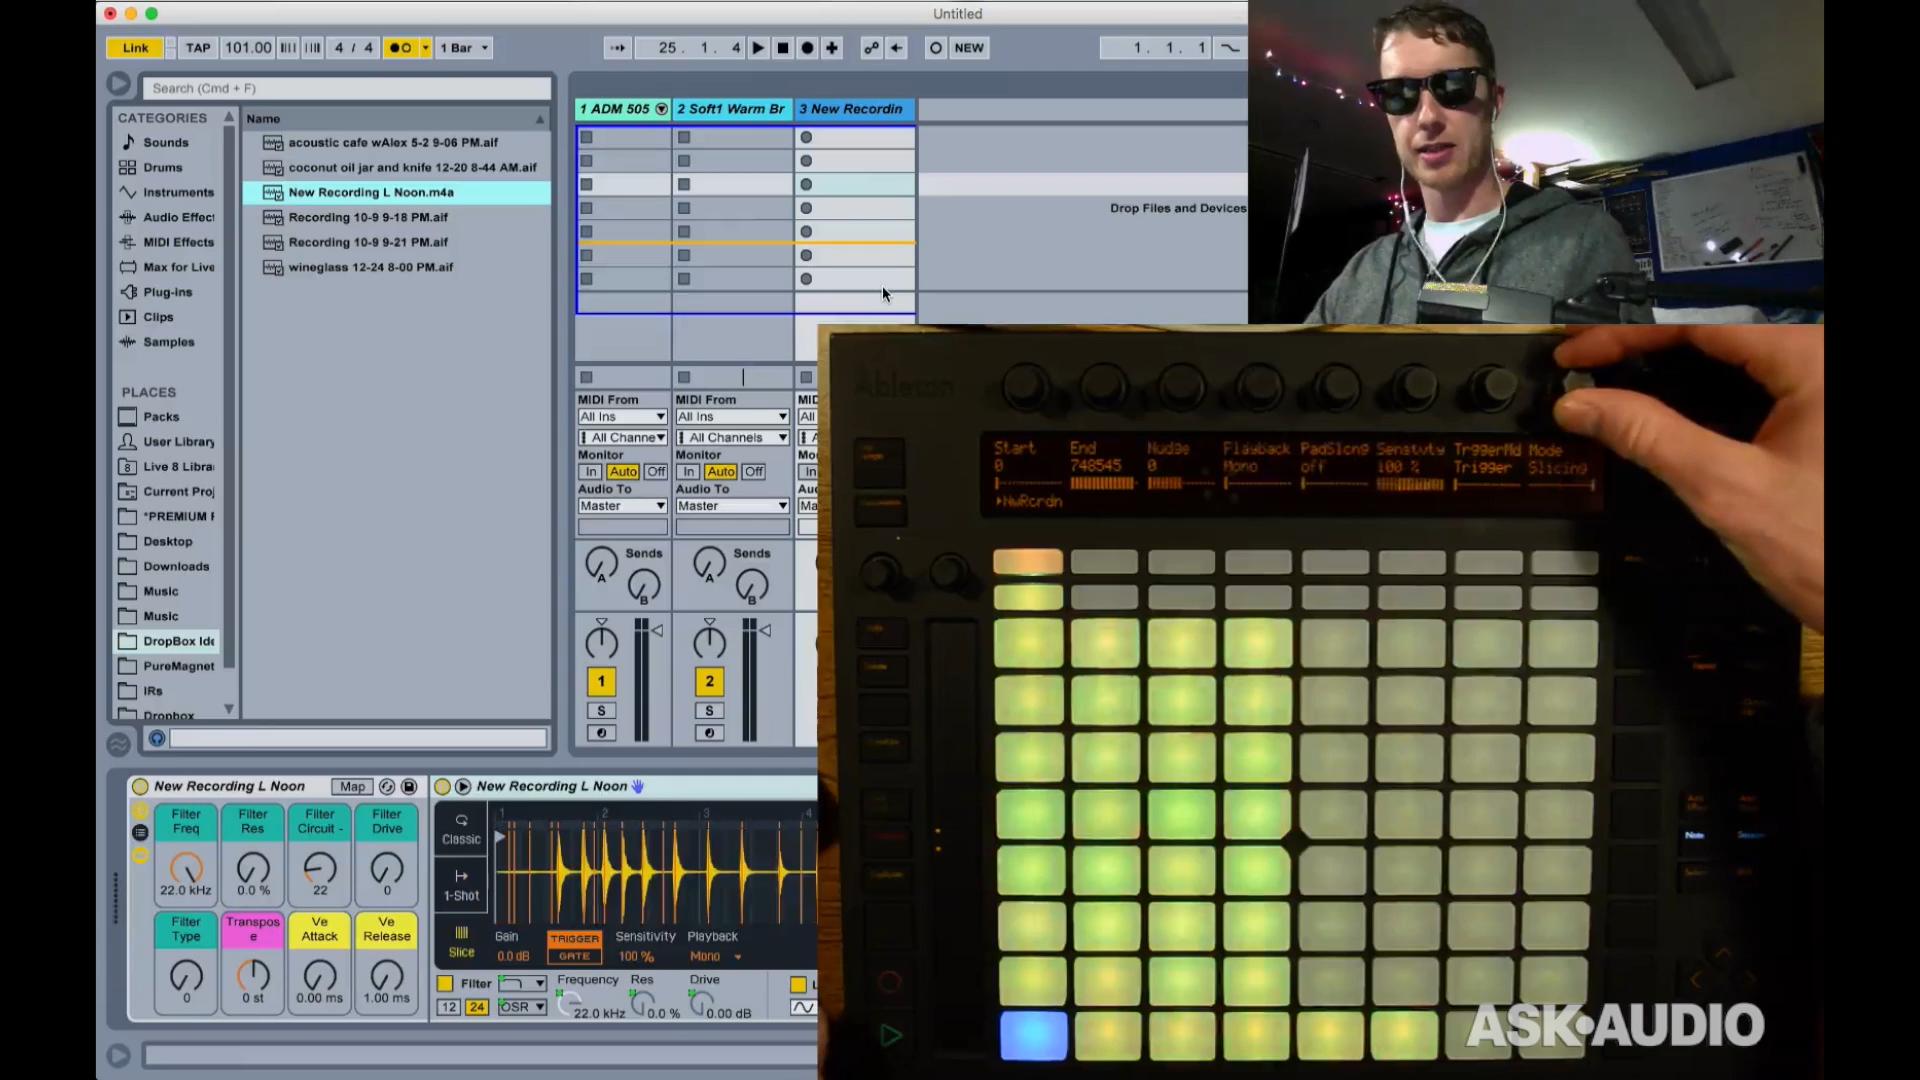 Untitled
Link TAP 101.00 4 / 4 1 Bar 25. 1. 4 NEW 1. 1. 1
Search (Cmd + F)
CATEGORIES
Sounds
Drums
Instruments
Audio Effect
MIDI Effects
Max for Live
Plug-ins
Clips
Samples
PLACES
Packs
User Library
Live 8 Libra
Current Proj
*PREMIUM F
Desktop
Downloads
Music
Music
DropBox Ide
PureMagnet
IRs
Dropbox
Name
acoustic cafe wAlex 5-2 9-06 PM.aif
coconut oil jar and knife 12-20 8-44 AM.aif
New Recording L Noon.m4a
Recording 10-9 9-18 PM.aif
Recording 10-9 9-21 PM.aif
wineglass 12-24 8-00 PM.aif
1 ADM 505 2 Soft1 Warm Br 3 New Recordin
Drop Files and Devices
MIDI From MIDI From
All Ins All Ins
All Channe All Channels
Monitor Monitor
In Auto Off In Auto Off In
Audio To Audio To
Master Master
Sends Sends
A B A B
1 2
S S
New Recording L Noon Map
Filter Freq Filter Res Filter Circuit - Filter Drive
22.0 kHz 0.0 % 22 0
Filter Type Transpose Ve Attack Ve Release
0 0 st 0.00 ms 1.00 ms
New Recording L Noon
1 2 3 4
Classic
1-Shot
Slice
Gain TRIGGER Sensitivity Playback
0.0 dB GATE 100 % Mono
Filter Frequency Res Drive
12 24 OSR 22.0 kHz 0.0 % 0.00 dB
Ableton
Start End Nudge Playback PadSlcng Senstvty TrggerMd Mode
0 748545 0 Mono off 100 % Trigger Slicing
NwRcrdn
Note
ASK•AUDIO